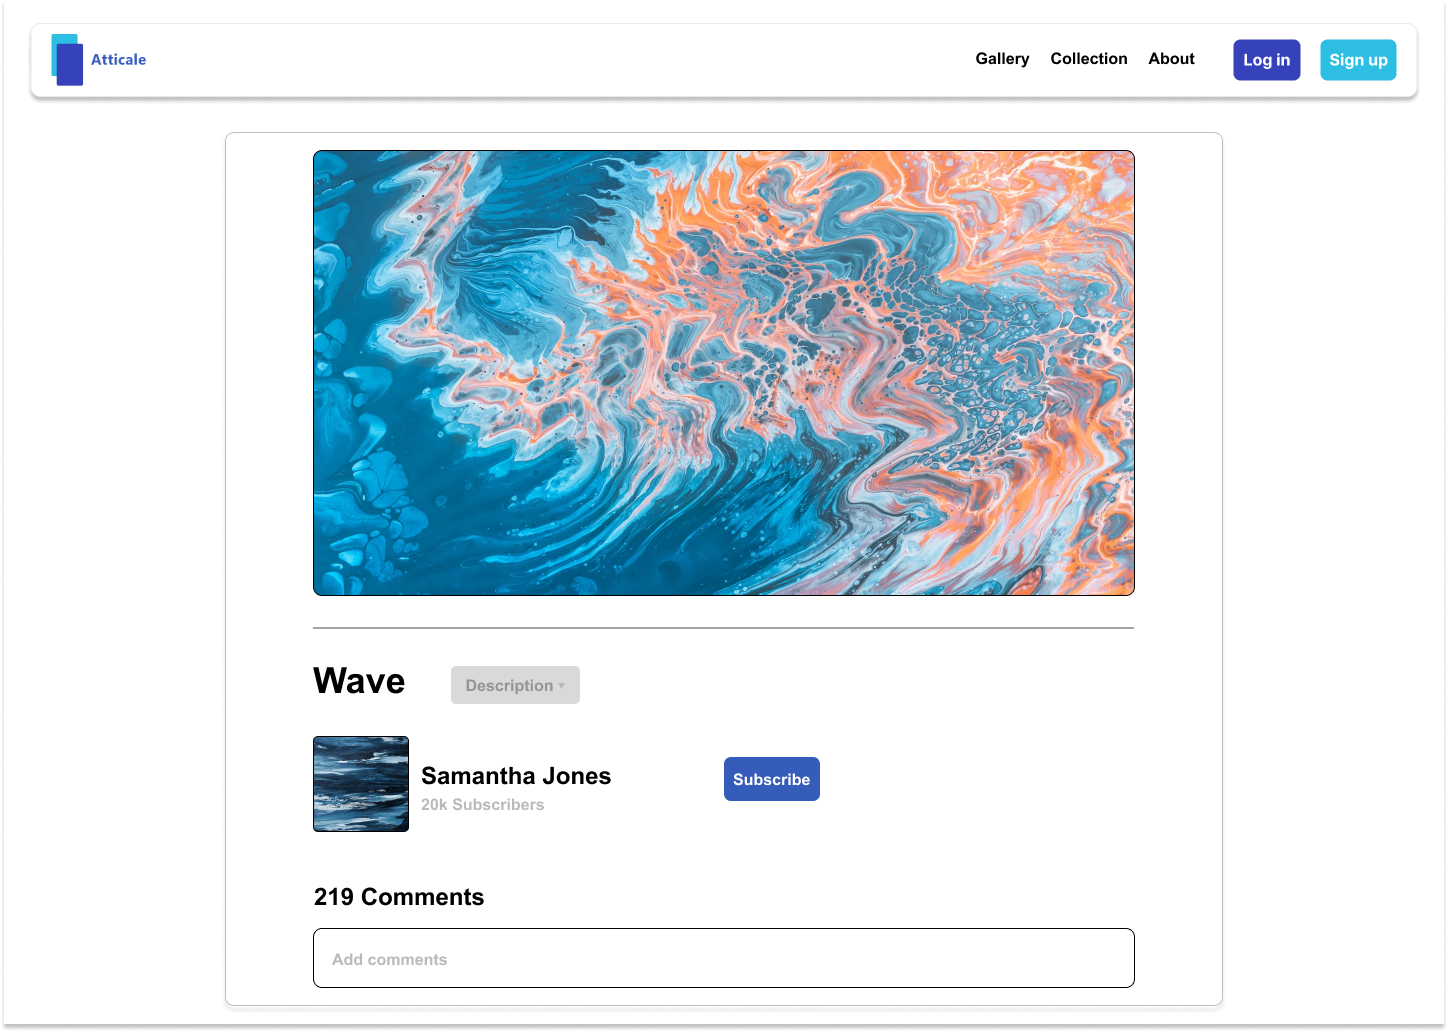 Atticale
Gallery Collection About Log in Sign up
Wave Description ▾
Samantha Jones
20k Subscribers
Subscribe
219 Comments
Add comments